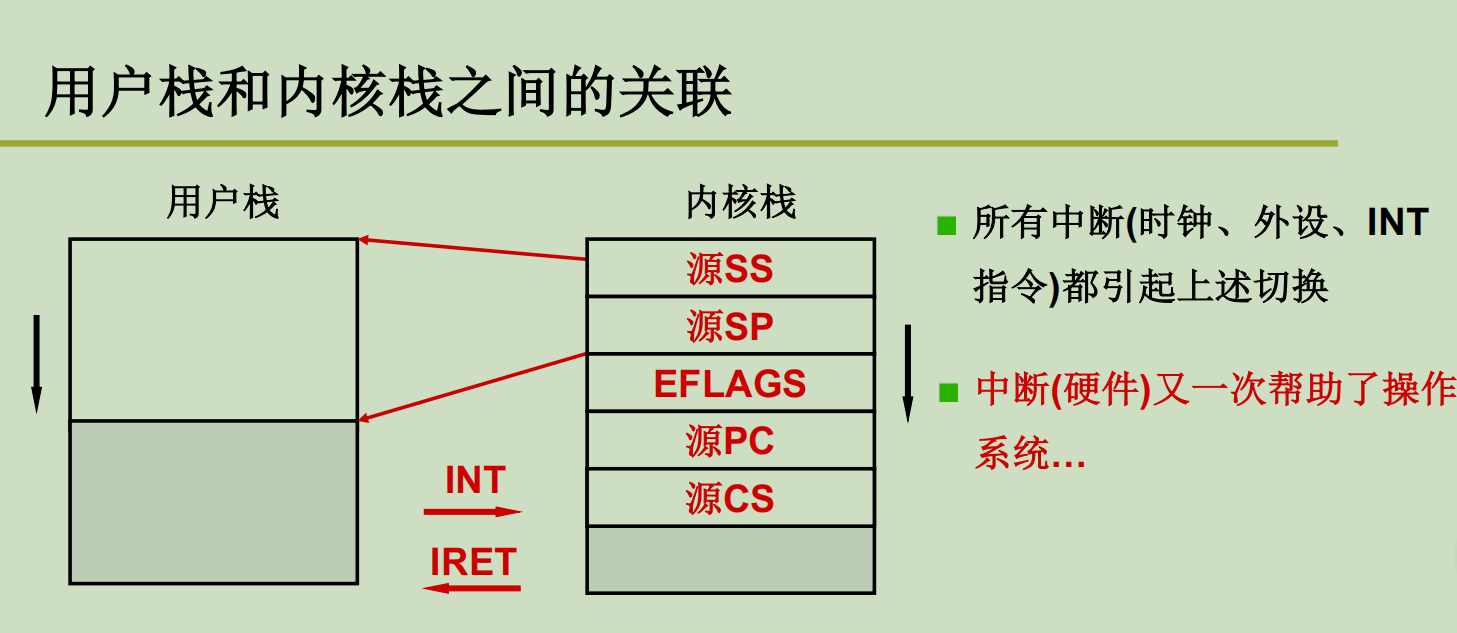 用户栈和内核栈之间的关联
用户栈
内核栈
源SS
源SP
EFLAGS
源PC
源CS
INT
IRET
所有中断(时钟、外设、INT
指令)都引起上述切换
中断(硬件)又一次帮助了操作
系统...